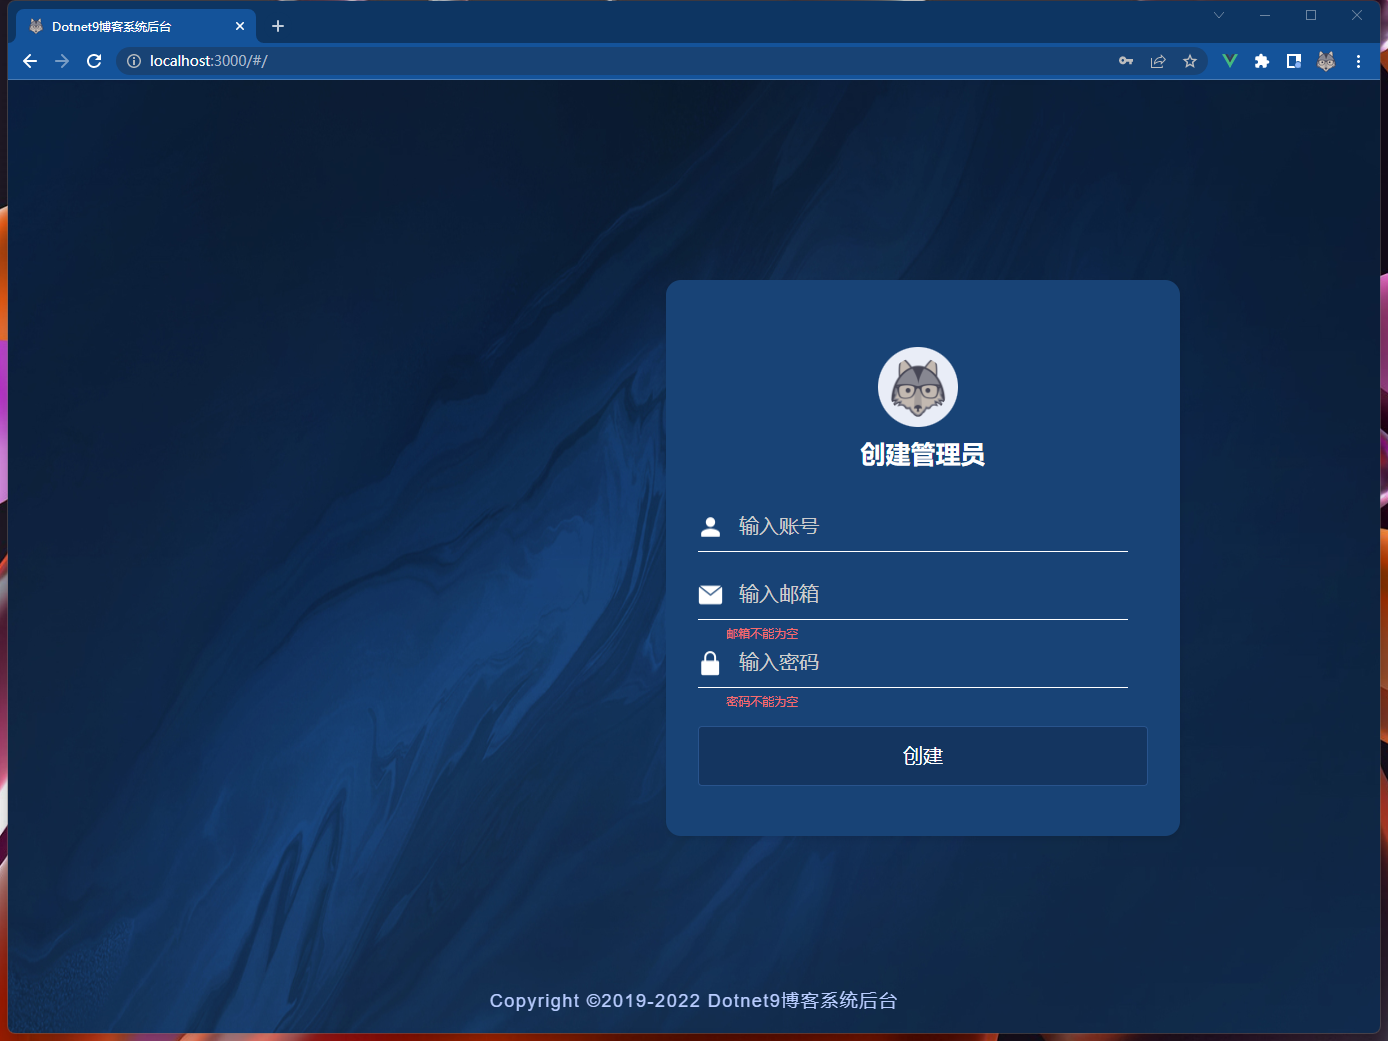 Dotnet9博客系统后台
localhost:3000/#/
创建管理员
输入账号
输入邮箱
邮箱不能为空
输入密码
密码不能为空
创建
Copyright ©2019-2022 Dotnet9博客系统后台